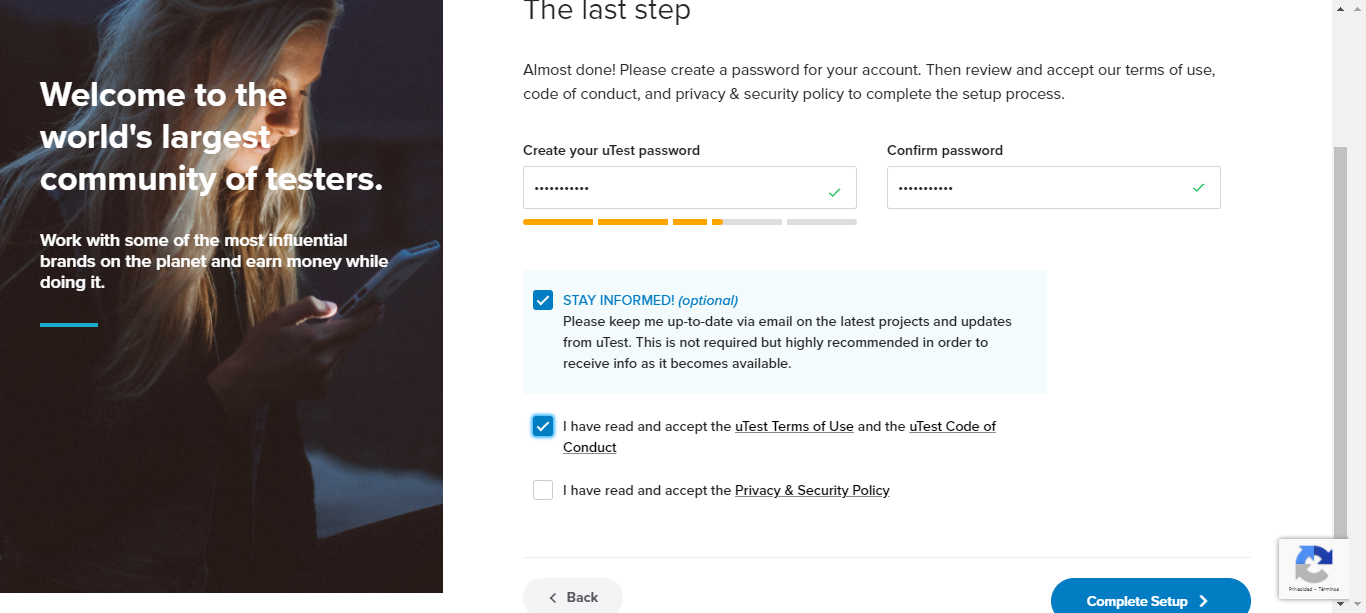 The last step
Welcome to the
world's largest
community of testers.
Work with some of the most influential
brands on the planet and earn money while
doing it.
Almost done! Please create a password for your account. Then review and accept our terms of use,
code of conduct, and privacy & security policy to complete the setup process.
Create your uTest password
Confirm password
•••••••••••
•••••••••••
STAY INFORMED! (optional)
Please keep me up-to-date via email on the latest projects and updates
from uTest. This is not required but highly recommended in order to
receive info as it becomes available.
I have read and accept the uTest Terms of Use and the uTest Code of
Conduct
I have read and accept the Privacy & Security Policy
Back
Complete Setup
Privacidad - Términos